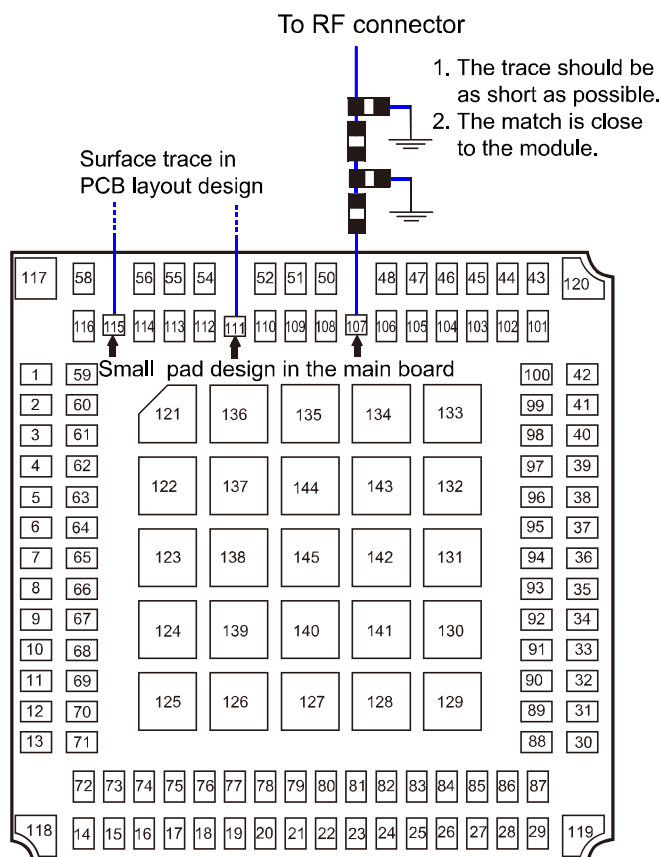 To RF connector
1. The trace should be
as short as possible.
2. The match is close
to the module.
Surface trace in
PCB layout design
117 58 56 55 54 52 51 50 48 47 46 45 44 43 120
116 115 114 113 112 111 110 109 108 107 106 105 104 103 102 101
Small pad design in the main board
1 59 100 42
2 60 121 136 135 134 133 99 41
3 61 98 40
4 62 97 39
5 63 122 137 144 143 132 96 38
6 64 95 37
7 65 123 138 145 142 131 94 36
8 66 93 35
9 67 124 139 140 141 130 92 34
10 68 91 33
11 69 90 32
12 70 125 126 127 128 129 89 31
13 71 88 30
72 73 74 75 76 77 78 79 80 81 82 83 84 85 86 87
118 14 15 16 17 18 19 20 21 22 23 24 25 26 27 28 29 119